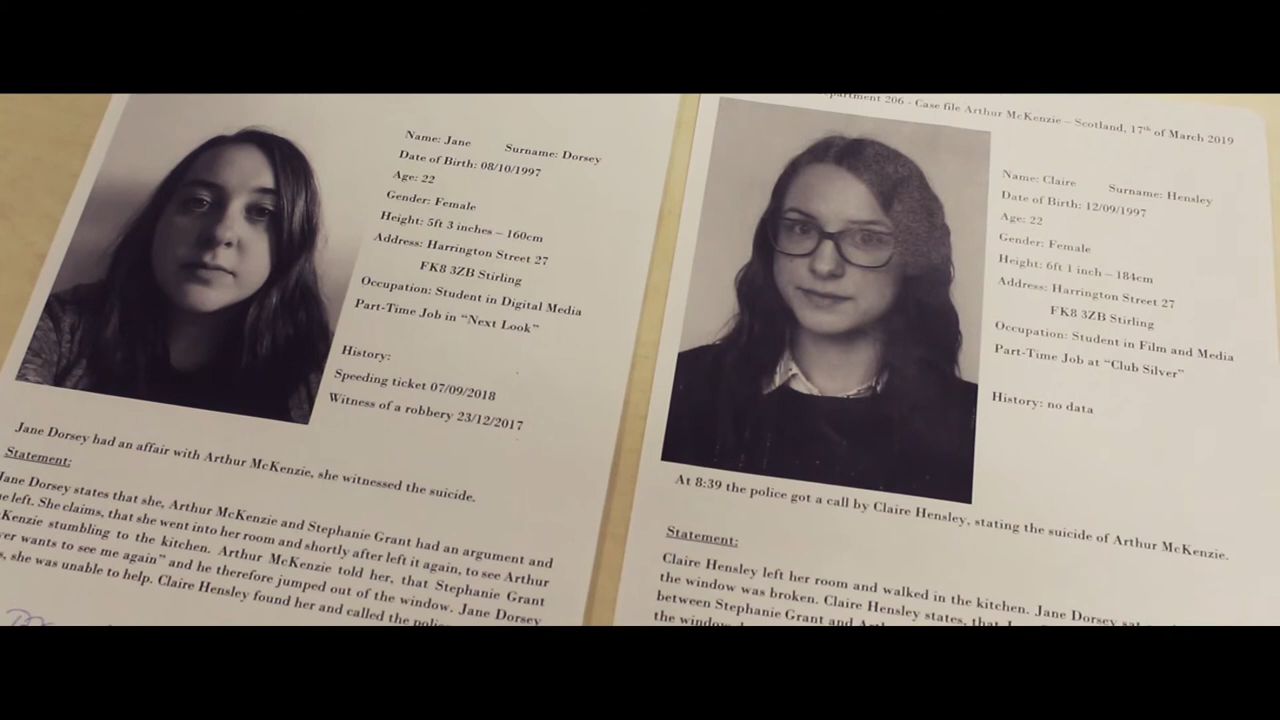 Name: Jane Surname: Dorsey
Date of Birth: 08/10/1997
Age: 22
Gender: Female
Height: 5ft 3 inches – 160cm
Address: Harrington Street 27
FK8 3ZB Stirling
Occupation: Student in Digital Media
Part-Time Job in “Next Look”
History:
Speeding ticket 07/09/2018
Witness of a robbery 23/12/2017
Jane Dorsey had an affair with Arthur McKenzie, she witnessed the suicide.
Statement:
Jane Dorsey states that she, Arthur McKenzie and Stephanie Grant had an argument and
left. She claims, that she went into her room and shortly after left it again, to see Arthur
stumbling to the kitchen. Arthur McKenzie told her, that Stephanie Grant
wants to see me again” and he therefore jumped out of the window. Jane Dorsey
she was unable to help. Claire Hensley found her and called the
206 - Case file Arthur McKenzie – Scotland, 17th of March 2019
Name: Claire Surname: Hensley
Date of Birth: 12/09/1997
Age: 22
Gender: Female
Height: 6ft 1 inch – 184cm
Address: Harrington Street 27
FK8 3ZB Stirling
Occupation: Student in Film and Media
Part-Time Job at “Club Silver”
History: no data
At 8:39 the police got a call by Claire Hensley, stating the suicide of Arthur McKenzie.
Statement:
Claire Hensley left her room and walked in the kitchen. Jane Dorsey
the window was broken. Claire Hensley states, that
between Stephanie Grant and
the window